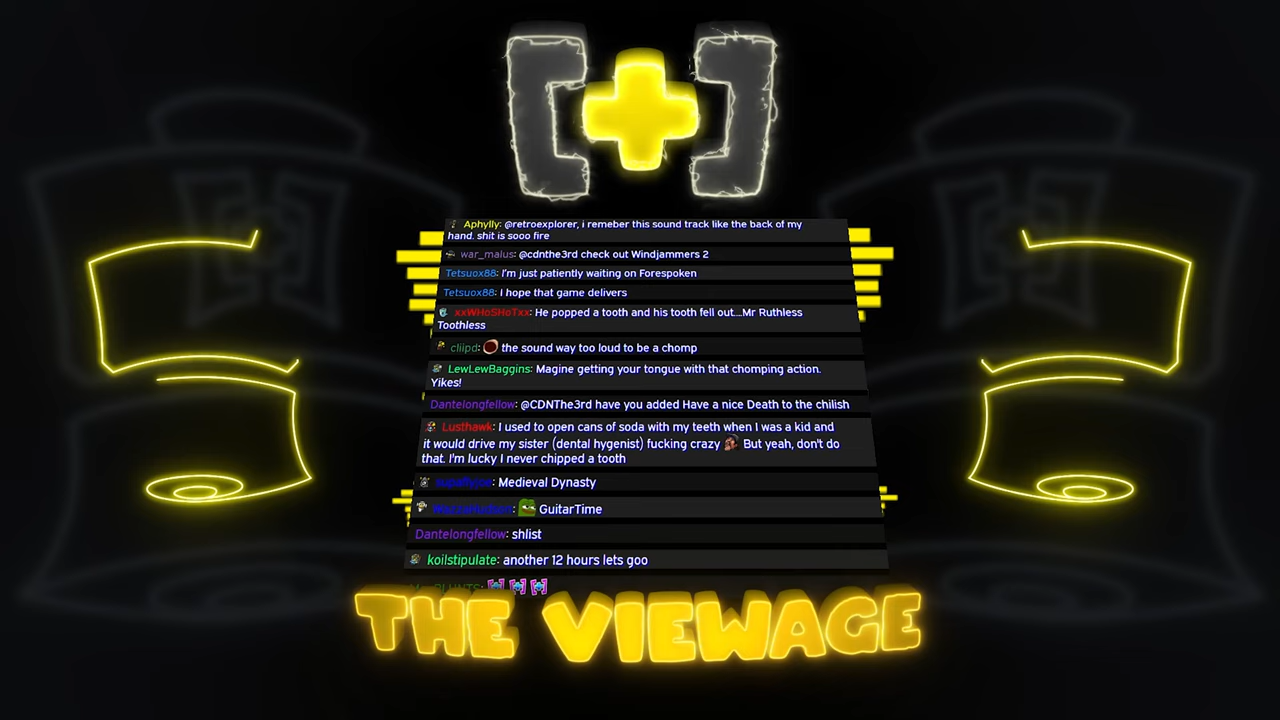 Aphylly: @retroexplorer, i remeber this sound track like the back of my
hand. shit is sooo fire
war_malus: @cdnthe3rd check out Windjammers 2
Tetsuox88: I'm just patiently waiting on Forespoken
Tetsuox88: I hope that game delivers
xxWHoSHoTxx: He popped a tooth and his tooth fell out....Mr Ruthless
Toothless
cliipd: the sound way too loud to be a chomp
LewLewBaggins: Magine getting your tongue with that chomping action.
Yikes!
Dantelongfellow: @CDNThe3rd have you added Have a nice Death to the chilish
Lusthawk: I used to open cans of soda with my teeth when I was a kid and
it would drive my sister (dental hygenist) fucking crazy But yeah, don't do
that. I'm lucky I never chipped a tooth
Medieval Dynasty
GuitarTime
Dantelongfellow: shlist
koilstipulate: another 12 hours lets goo
THE VIEWAGE